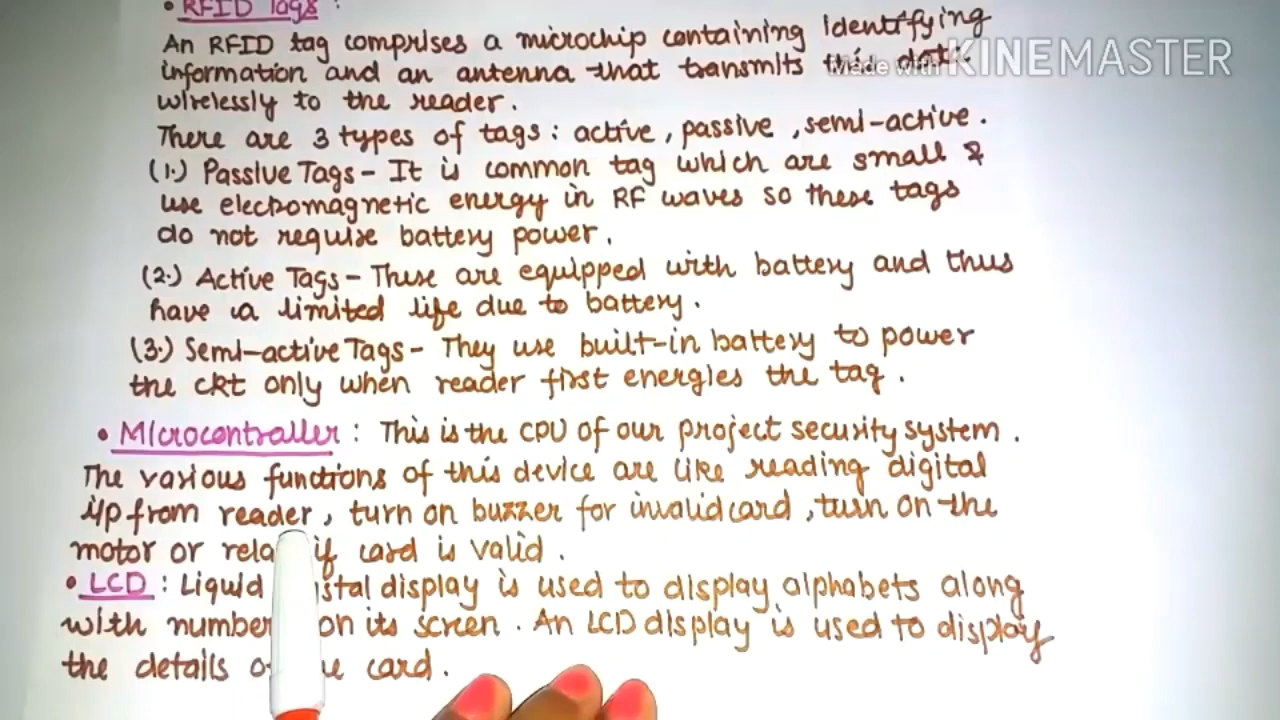 • RFID Tags :
An RFID tag comprises a microchip containing identifying
information and an antenna that transmits this data
wirelessly to the reader.
Made with KINEMASTER
There are 3 types of tags : active, passive, semi-active.
(1.) Passive Tags - It is common tag which are small &
use electromagnetic energy in RF waves so these tags
do not require battery power.
(2.) Active Tags - These are equipped with battery and thus
have a limited life due to battery.
(3.) Semi-active Tags - They use built-in battery to power
the ckt only when reader first energies the tag.
• Microcontroller : This is the CPU of our project security system.
The various functions of this device are like reading digital
i/p from reader, turn on buzzer for invalid card, turn on the
motor or if card is valid.
• LCD : Liquid display is used to display alphabets along
with on its screen. An LCD display is used to display
the details card.